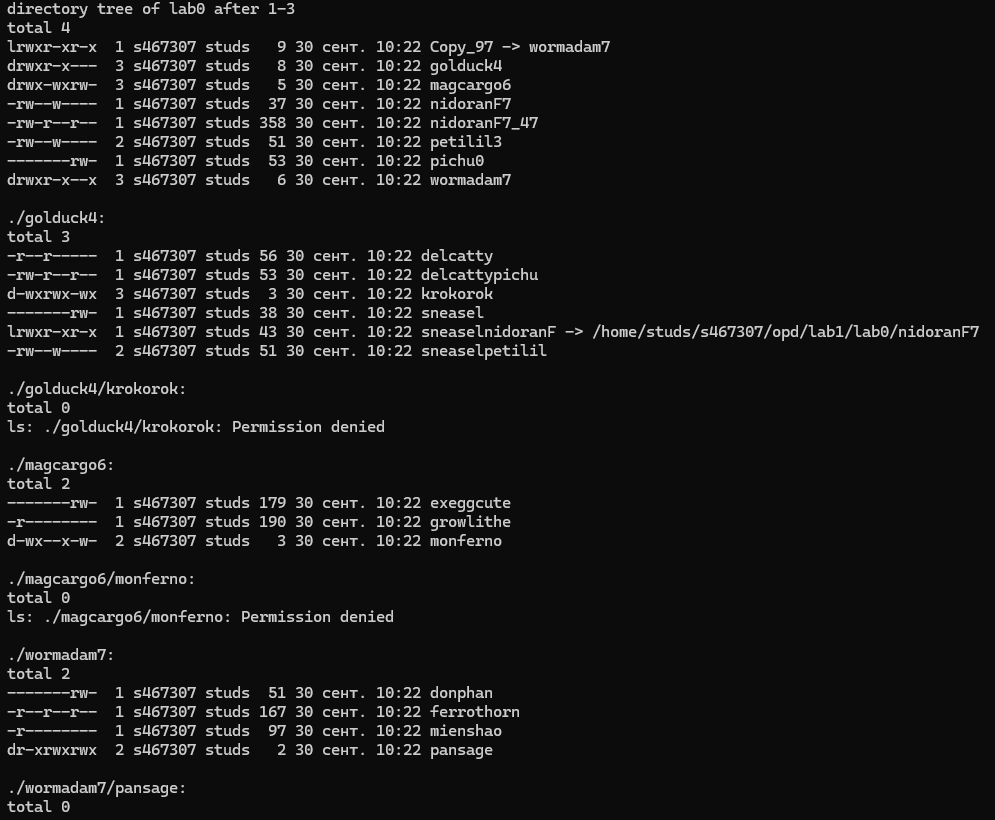 directory tree of lab0 after 1-3
total 4
lrwxr-xr-x  1 s467307 studs   9 30 сент. 10:22 Copy_97 -> wormadam7
drwxr-x---  3 s467307 studs   8 30 сент. 10:22 golduck4
drwx-wxrw-  3 s467307 studs   5 30 сент. 10:22 magcargo6
-rw--w----  1 s467307 studs  37 30 сент. 10:22 nidoranF7
-rw-r--r--  1 s467307 studs 358 30 сент. 10:22 nidoranF7_47
-rw--w----  2 s467307 studs  51 30 сент. 10:22 petilil3
-------rw-  1 s467307 studs  53 30 сент. 10:22 pichu0
drwxr-x--x  3 s467307 studs   6 30 сент. 10:22 wormadam7

./golduck4:
total 3
-r--r-----  1 s467307 studs 56 30 сент. 10:22 delcatty
-rw-r--r--  1 s467307 studs 53 30 сент. 10:22 delcattypichu
d-wxrwx-wx  3 s467307 studs  3 30 сент. 10:22 krokorok
-------rw-  1 s467307 studs 38 30 сент. 10:22 sneasel
lrwxr-xr-x  1 s467307 studs 43 30 сент. 10:22 sneaselnidoranF -> /home/studs/s467307/opd/lab1/lab0/nidoranF7
-rw--w----  2 s467307 studs 51 30 сент. 10:22 sneaselpetilil

./golduck4/krokorok:
total 0
ls: ./golduck4/krokorok: Permission denied

./magcargo6:
total 2
-------rw-  1 s467307 studs 179 30 сент. 10:22 exeggcute
-r--------  1 s467307 studs 190 30 сент. 10:22 growlithe
d-wx--x-w-  2 s467307 studs   3 30 сент. 10:22 monferno

./magcargo6/monferno:
total 0
ls: ./magcargo6/monferno: Permission denied

./wormadam7:
total 2
-------rw-  1 s467307 studs  51 30 сент. 10:22 donphan
-r--r--r--  1 s467307 studs 167 30 сент. 10:22 ferrothorn
-r--------  1 s467307 studs  97 30 сент. 10:22 mienshao
dr-xrwxrwx  2 s467307 studs   2 30 сент. 10:22 pansage

./wormadam7/pansage:
total 0